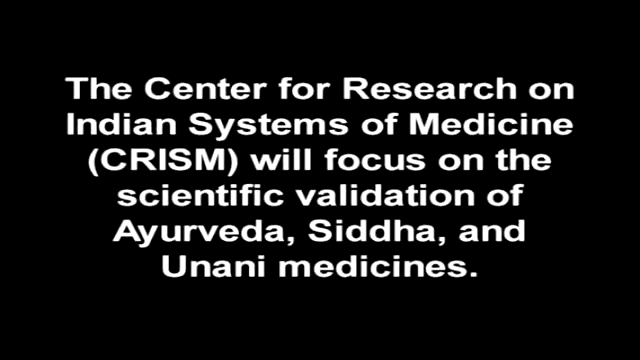 The Center for Research on
Indian Systems of Medicine
(CRISM) will focus on the
scientific validation of
Ayurveda, Siddha, and
Unani medicines.